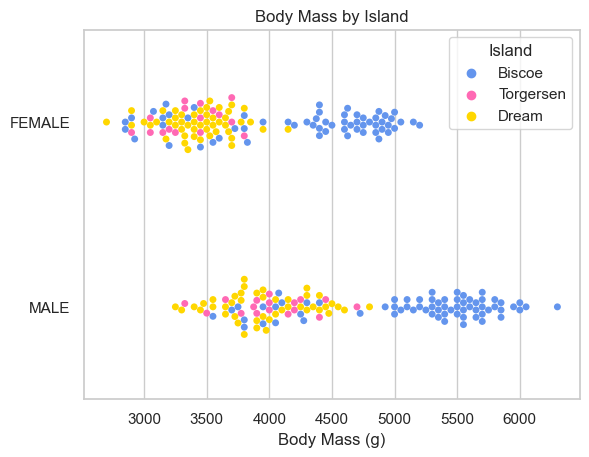 Body Mass by Island
Island
Biscoe
Torgersen
Dream
FEMALE
MALE
3000 3500 4000 4500 5000 5500 6000
Body Mass (g)